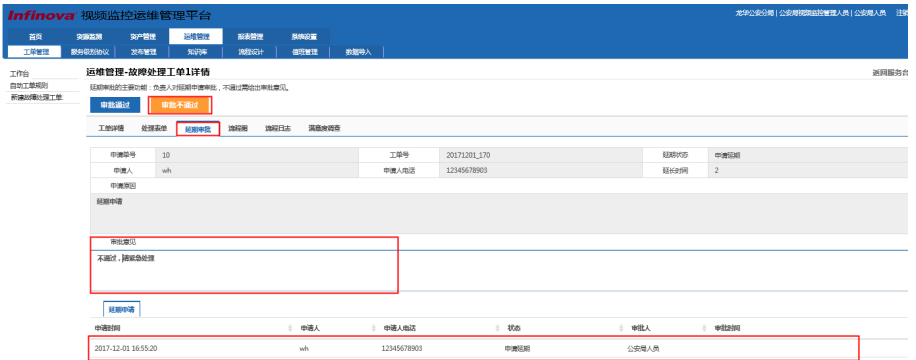 Infinova 视频监控运维管理平台
龙华公安分局 | 公安局视频监控管理人员 | 公安局人员 注销
首页 资源监测 资产管理 运维管理 报表管理 系统设置
工单管理 服务级别协议 发布管理 知识库 流程设计 值班管理 数据导入
工作台
自动工单规则
新建故障处理工单
运维管理-故障处理工单1详情
返回服务台
延期审批的主要功能：负责人对延期申请审批，不通过需给出审批意见。
审批通过 审批不通过
工单详情 处理表单 延期审批 流程图 流程日志 满意度调查
申请单号 10 工单号 20171201_170 延期状态 申请延期
申请人 wh 申请人电话 12345678903 延长时间 2
申请原因
延期申请
审批意见
不通过，请紧急处理
延期申请
申请时间 申请人 申请人电话 状态 审批人 审批时间
2017-12-01 16:55:20 wh 12345678903 申请延期 公安局人员